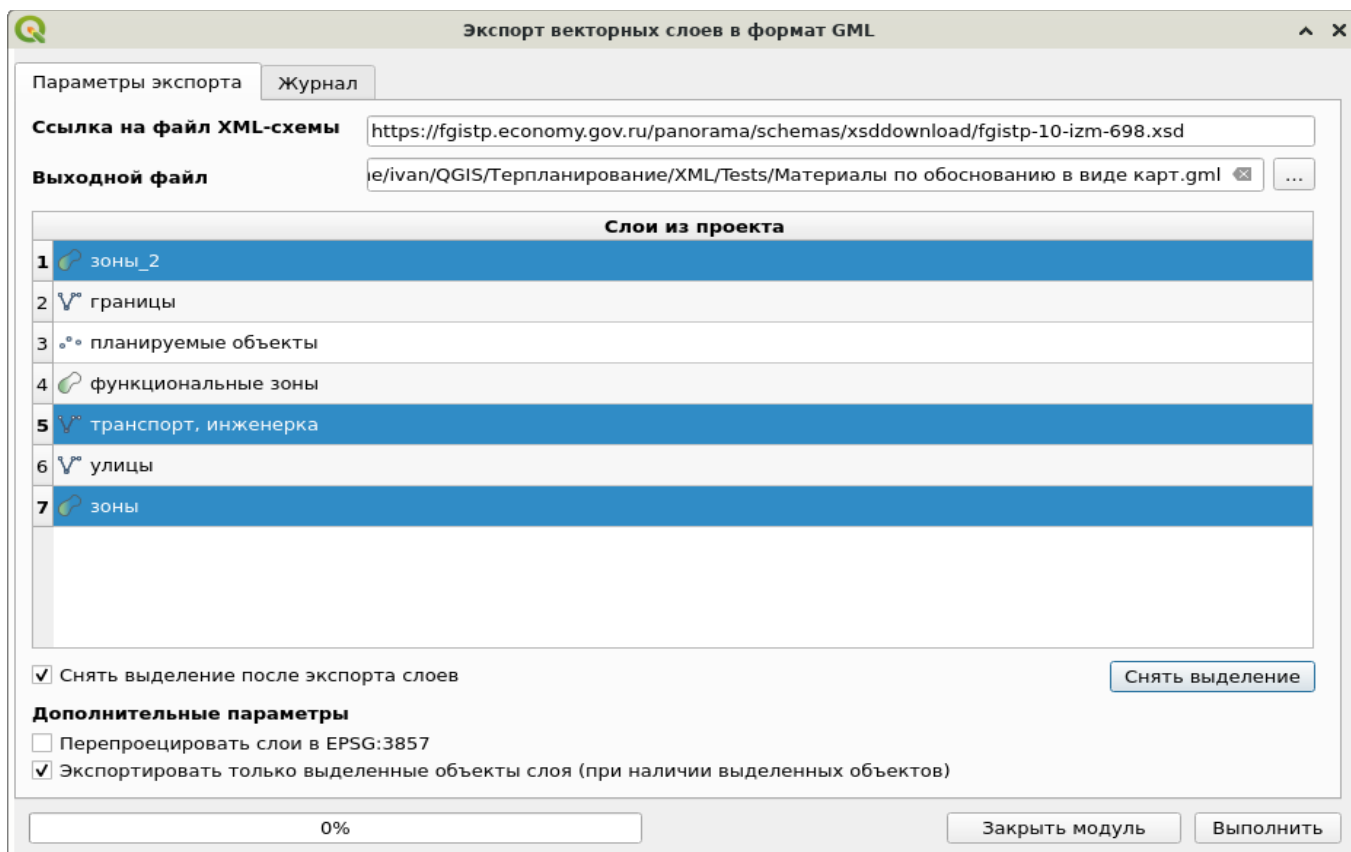 Экспорт векторных слоев в формат GML
Параметры экспорта Журнал
Ссылка на файл XML-схемы https://fgistp.economy.gov.ru/panorama/schemas/xsddownload/fgistp-10-izm-698.xsd
Выходной файл ie/ivan/QGIS/Терпланирование/XML/Tests/Материалы по обоснованию в виде карт.gml ...
Слои из проекта
1 зоны_2
2 границы
3 планируемые объекты
4 функциональные зоны
5 транспорт, инженерка
6 улицы
7 зоны
Снять выделение после экспорта слоев Снять выделение
Дополнительные параметры
Перепроецировать слои в EPSG:3857
Экспортировать только выделенные объекты слоя (при наличии выделенных объектов)
0% Закрыть модуль Выполнить